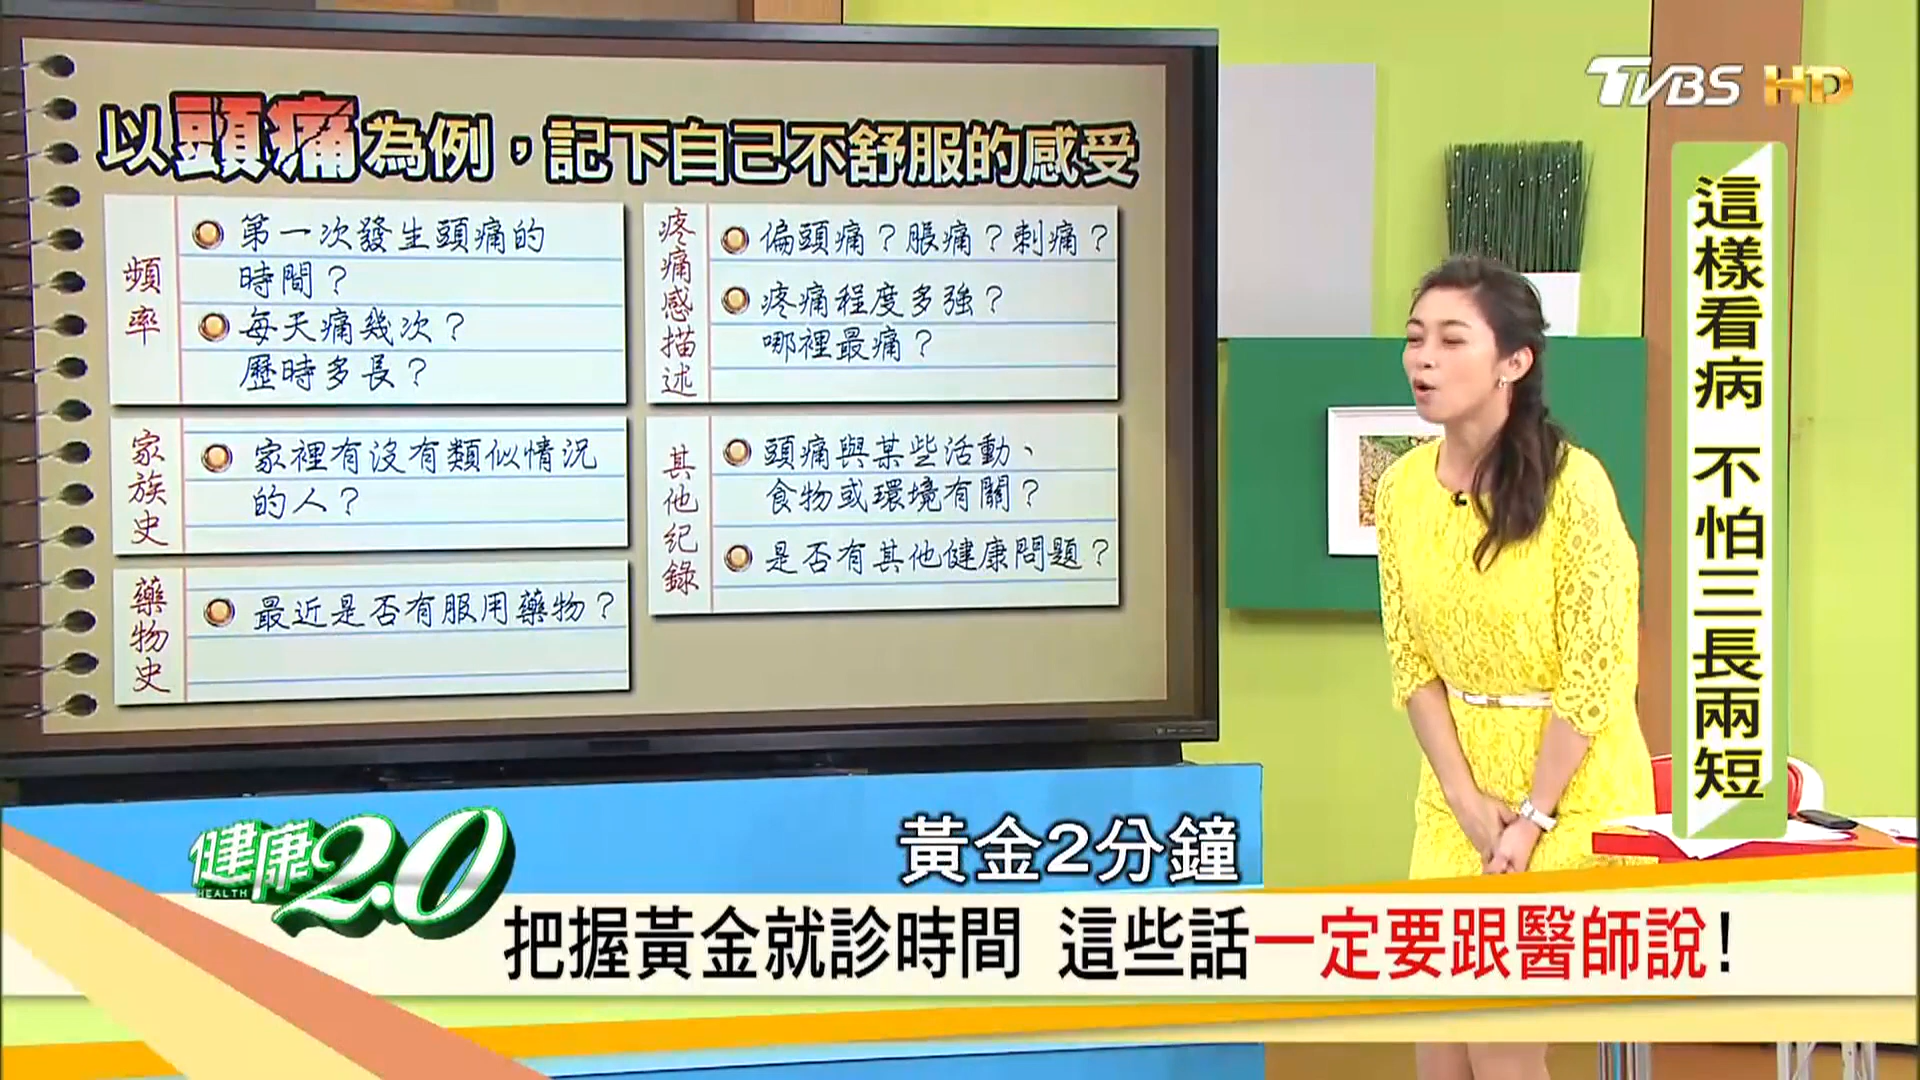 TVBS HD
這樣看病 不怕三長兩短
以頭痛為例，記下自己不舒服的感受
頻率
第一次發生頭痛的
時間？
每天痛幾次？
歷時多長？
家族史
家裡有沒有類似情況
的人？
藥物史
最近是否有服用藥物？
疼痛感描述
偏頭痛？脹痛？刺痛？
疼痛程度多強？
哪裡最痛？
其他紀錄
頭痛與某些活動、
食物或環境有關？
是否有其他健康問題？
健康2.0
HEALTH
黃金2分鐘
把握黃金就診時間 這些話一定要跟醫師說!